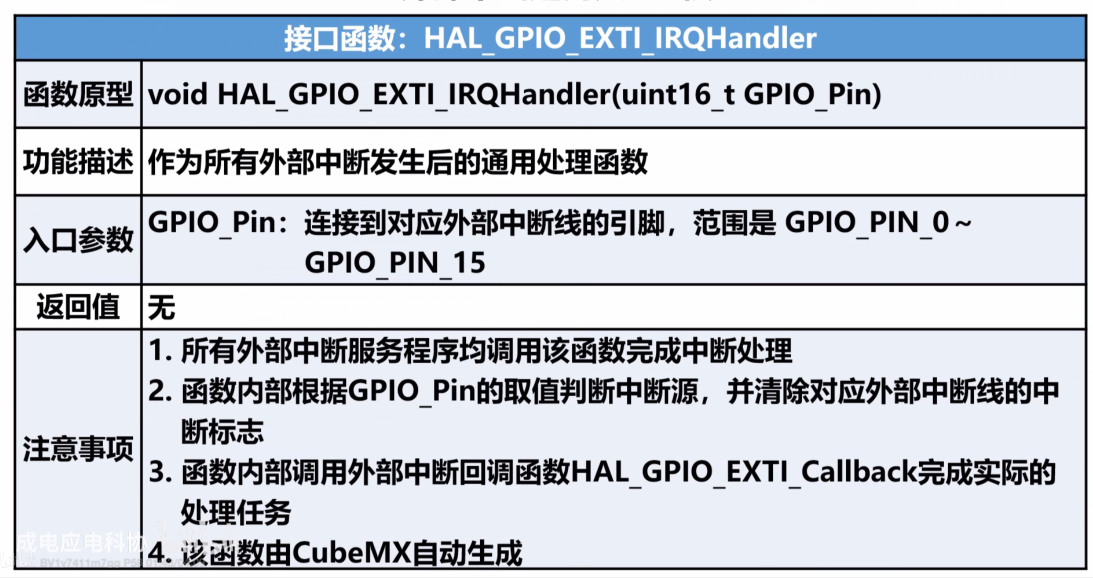 接口函数：HAL_GPIO_EXTI_IRQHandler
函数原型 void HAL_GPIO_EXTI_IRQHandler(uint16_t GPIO_Pin)
功能描述 作为所有外部中断发生后的通用处理函数
入口参数 GPIO_Pin：连接到对应外部中断线的引脚，范围是 GPIO_PIN_0～
GPIO_PIN_15
返回值 无
注意事项
1. 所有外部中断服务程序均调用该函数完成中断处理
2. 函数内部根据GPIO_Pin的取值判断中断源，并清除对应外部中断线的中
断标志
3. 函数内部调用外部中断回调函数HAL_GPIO_EXTI_Callback完成实际的
处理任务
4. 该函数由CubeMX自动生成
成电应电科协